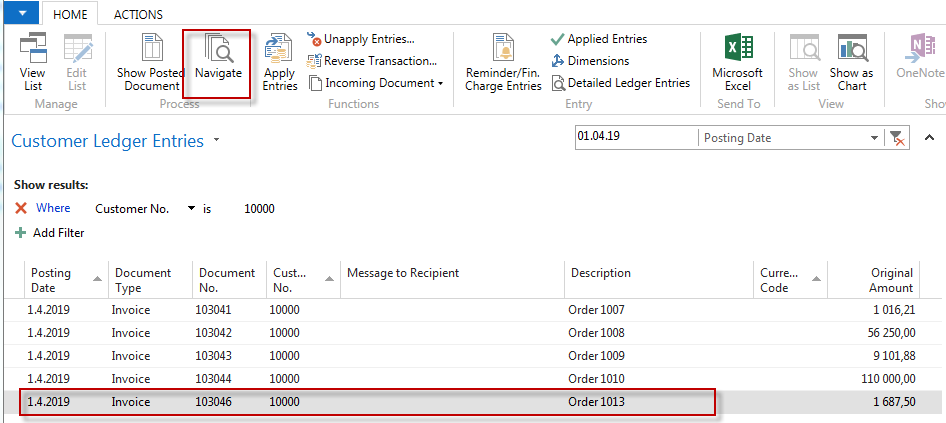 HOME ACTIONS
View List
Edit List
Manage
Show Posted Document
Navigate
Process
Apply Entries
Unapply Entries...
Reverse Transaction...
Incoming Document
Functions
Reminder/Fin. Charge Entries
Applied Entries
Dimensions
Detailed Ledger Entries
Entry
Microsoft Excel
Send To
Show as List
Show as Chart
View
OneNote
Sho
Customer Ledger Entries
01.04.19 Posting Date
Show results:
Where Customer No. is 10000
Add Filter
Posting Date Document Type Document No. Cust... No. Message to Recipient Description Curre... Code Original Amount
1.4.2019 Invoice 103041 10000 Order 1007 1 016,21
1.4.2019 Invoice 103042 10000 Order 1008 56 250,00
1.4.2019 Invoice 103043 10000 Order 1009 9 101,88
1.4.2019 Invoice 103044 10000 Order 1010 110 000,00
1.4.2019 Invoice 103046 10000 Order 1013 1 687,50